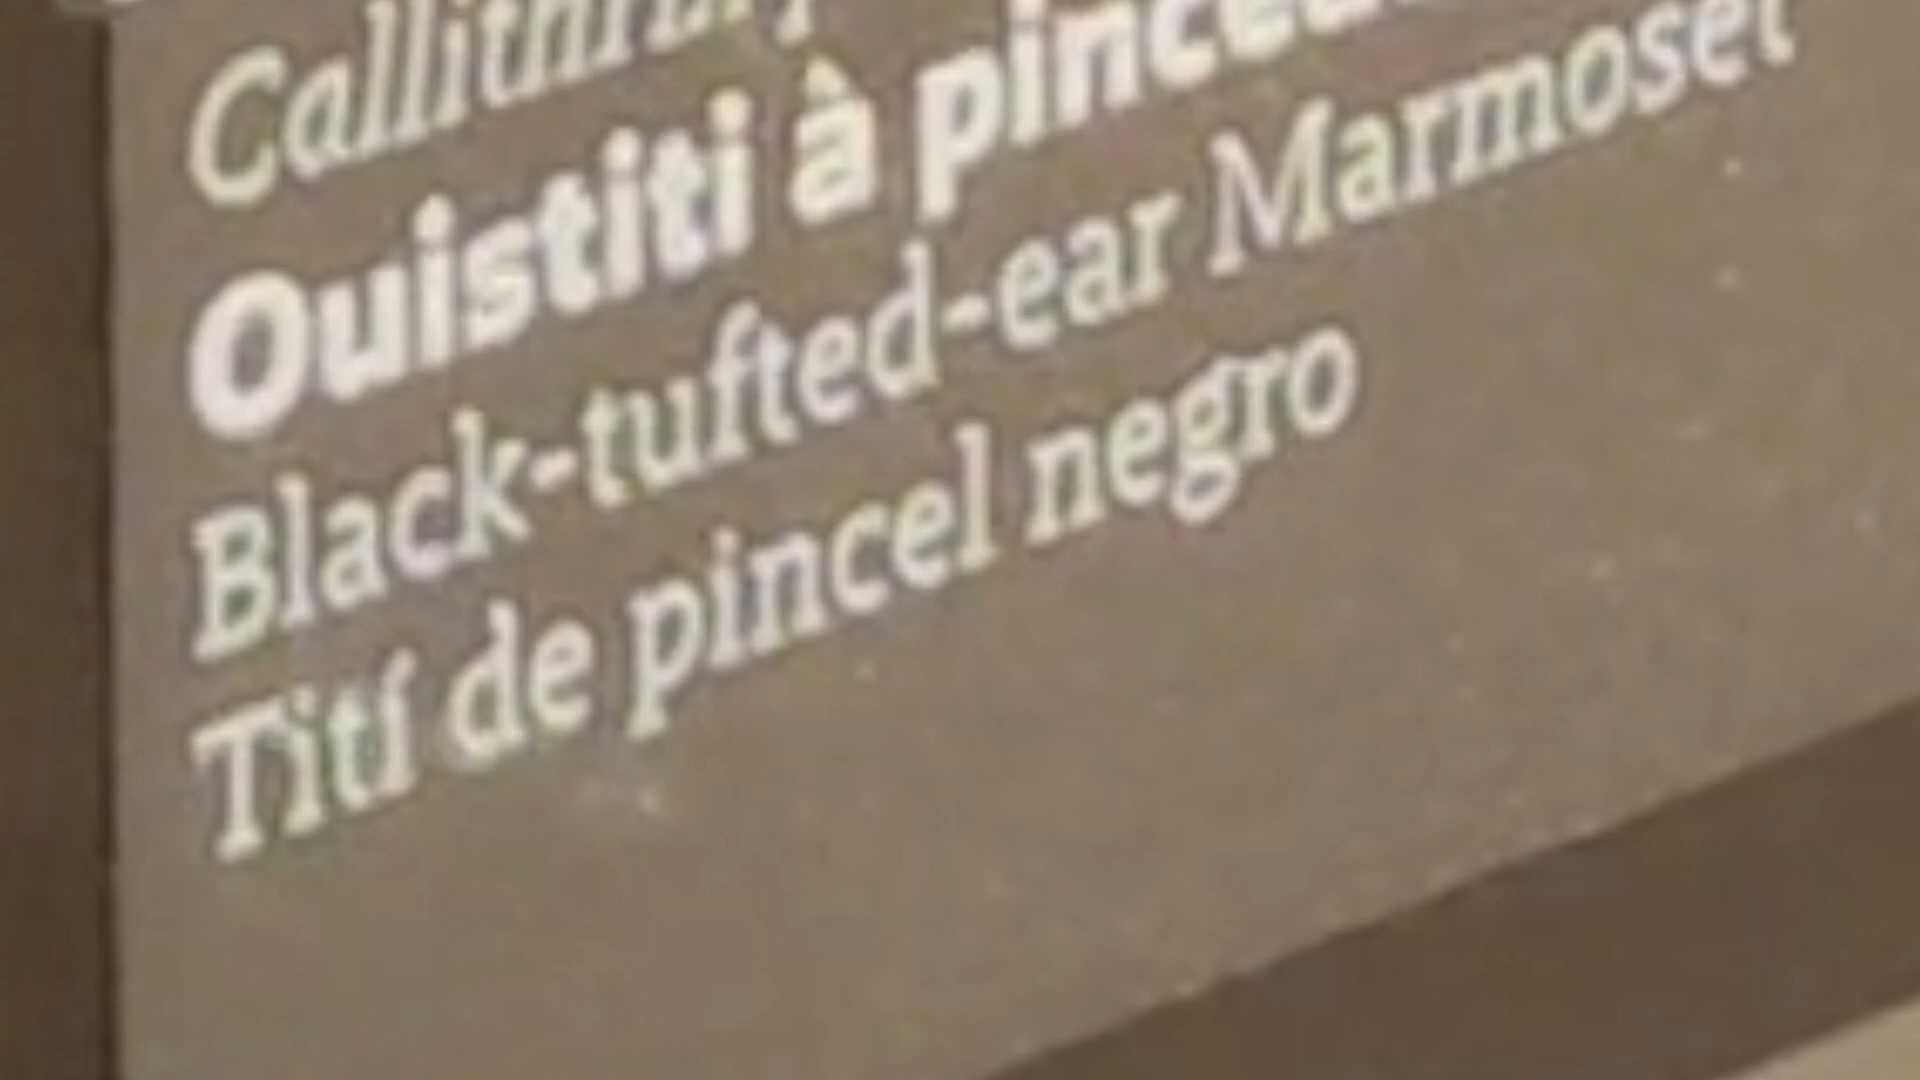 Ouistiti à
Black-tufted-ear Marmoset
Tití de pincel negro